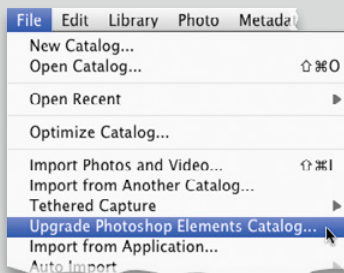 File Edit Library Photo Metadat
New Catalog...
Open Catalog... ⇧⌘O
Open Recent ▶
Optimize Catalog...
Import Photos and Video... ⇧⌘I
Import from Another Catalog...
Tethered Capture ▶
Upgrade Photoshop Elements Catalog...
Import from Application...
Auto Import